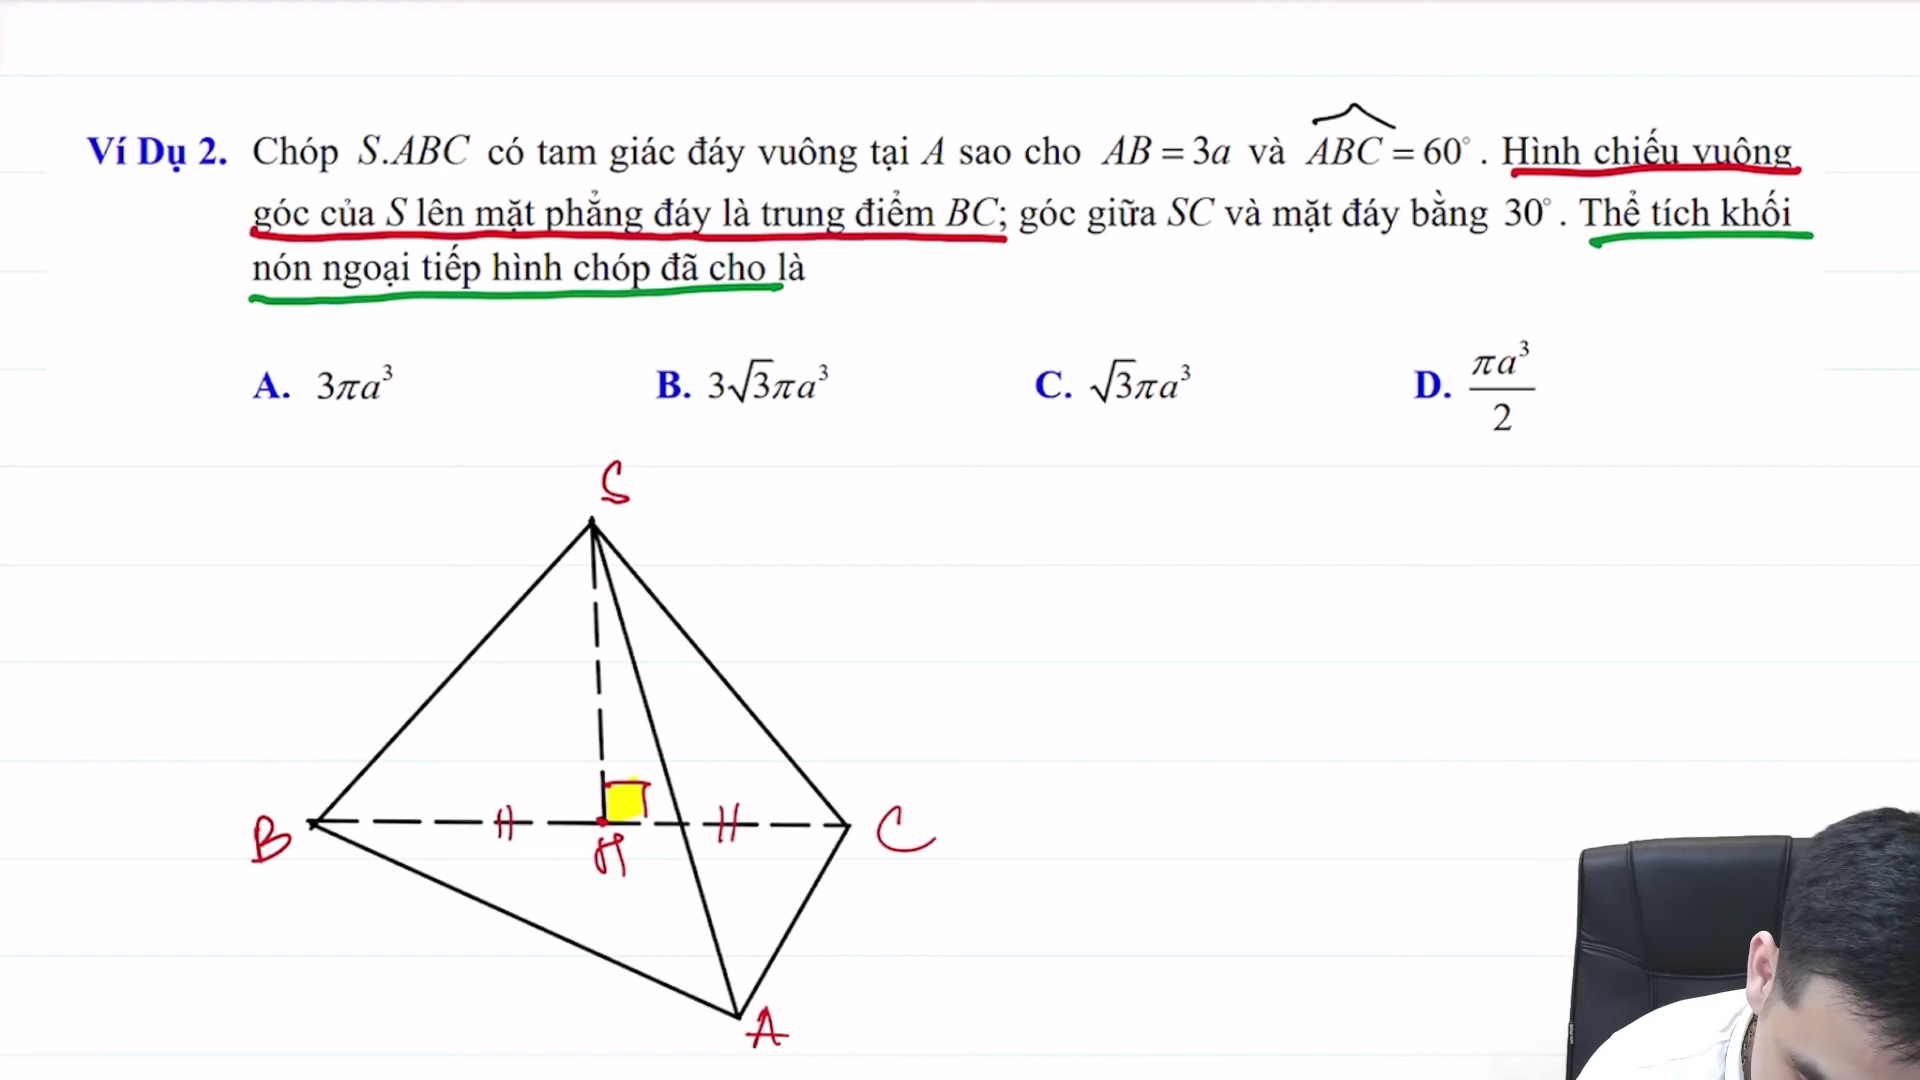 Ví Dụ 2. Chóp S.ABC có tam giác đáy vuông tại A sao cho AB = 3a và ABC = 60°. Hình chiếu vuông
góc của S lên mặt phẳng đáy là trung điểm BC; góc giữa SC và mặt đáy bằng 30°. Thể tích khối
nón ngoại tiếp hình chóp đã cho là
A. 3πa³ B. 3√3πa³ C. √3πa³ D. πa³/2
S
B H C
A